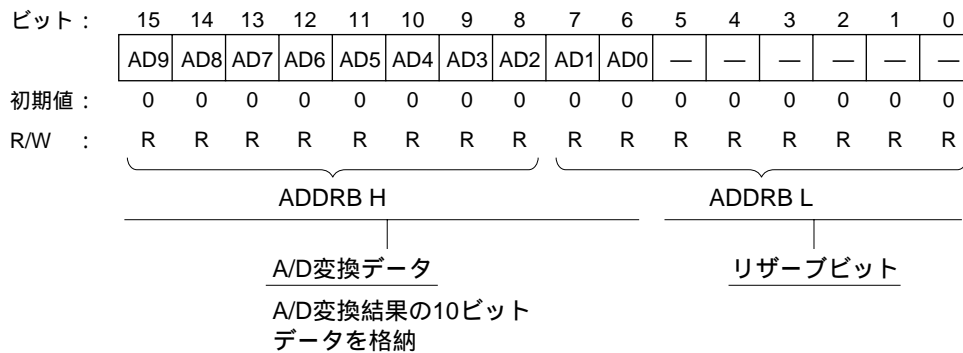 ビット： 15 14 13 12 11 10 9 8 7 6 5 4 3 2 1 0
AD9 AD8 AD7 AD6 AD5 AD4 AD3 AD2 AD1 AD0 — — — — — —
初期値： 0 0 0 0 0 0 0 0 0 0 0 0 0 0 0 0
R/W ： R R R R R R R R R R R R R R R R
ADDRB H ADDRB L
A/D変換データ リザーブビット
A/D変換結果の10ビット
データを格納